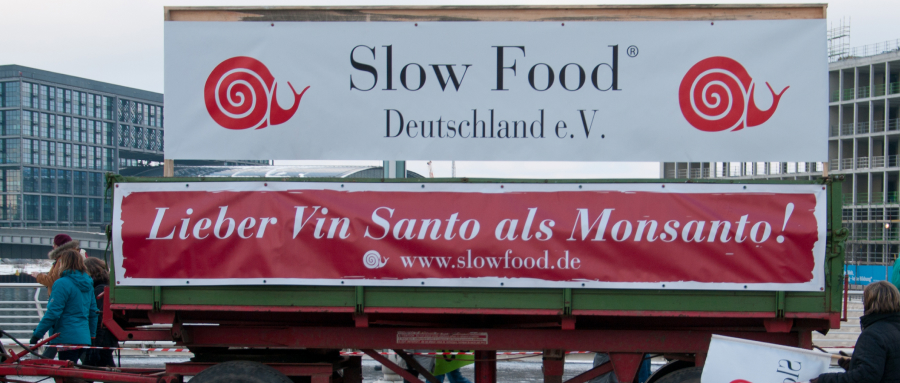 Slow Food®
Deutschland e.V.
Lieber Vin Santo als Monsanto!
www.slowfood.de